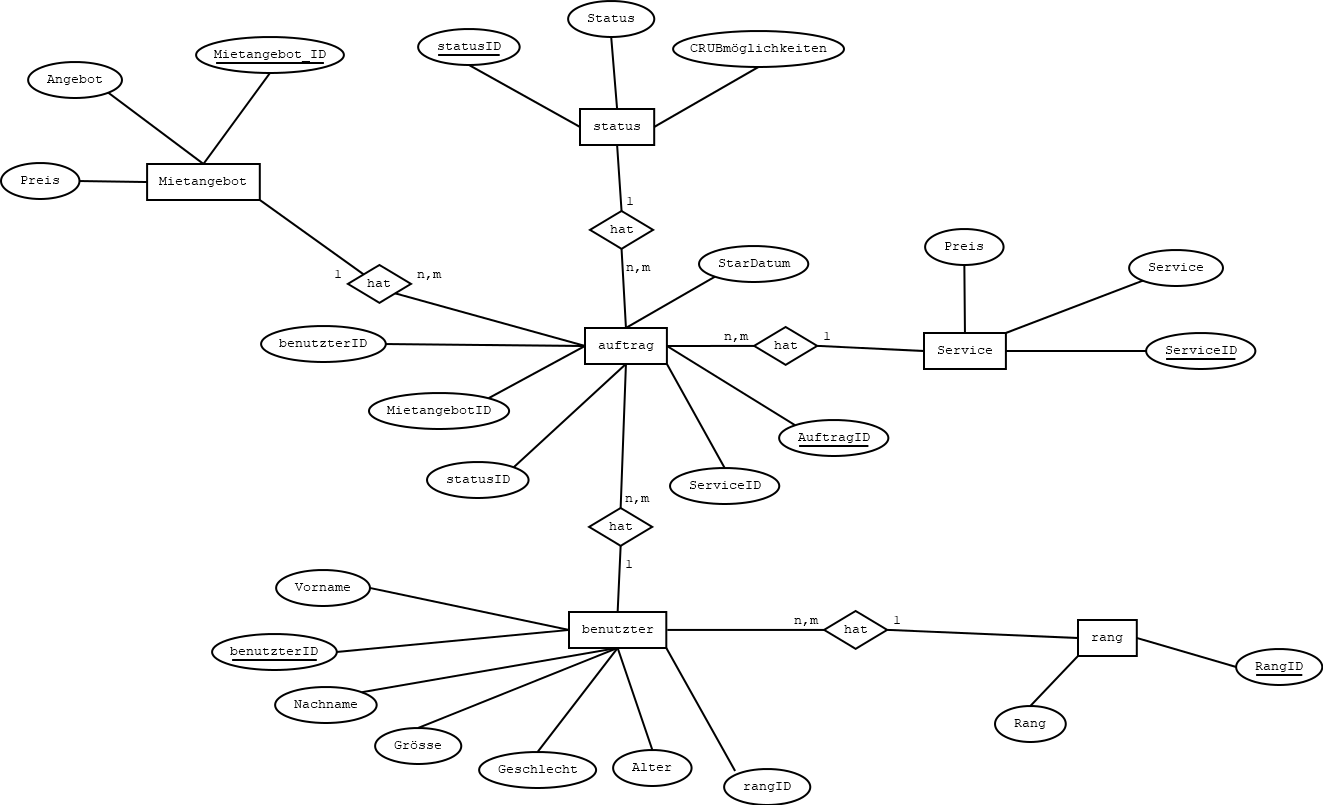 Status
statusID
CRUBmöglichkeiten
Mietangebot_ID
Angebot
status
Preis
Mietangebot
1
hat
n,m
StarDatum
Preis
Service
1
hat
n,m
benutzterID
auftrag
n,m
hat
1
Service
ServiceID
MietangebotID
AuftragID
statusID
ServiceID
n,m
hat
1
Vorname
benutzter
n,m
hat
1
rang
benutzterID
RangID
Nachname
Rang
Grösse
Geschlecht
Alter
rangID